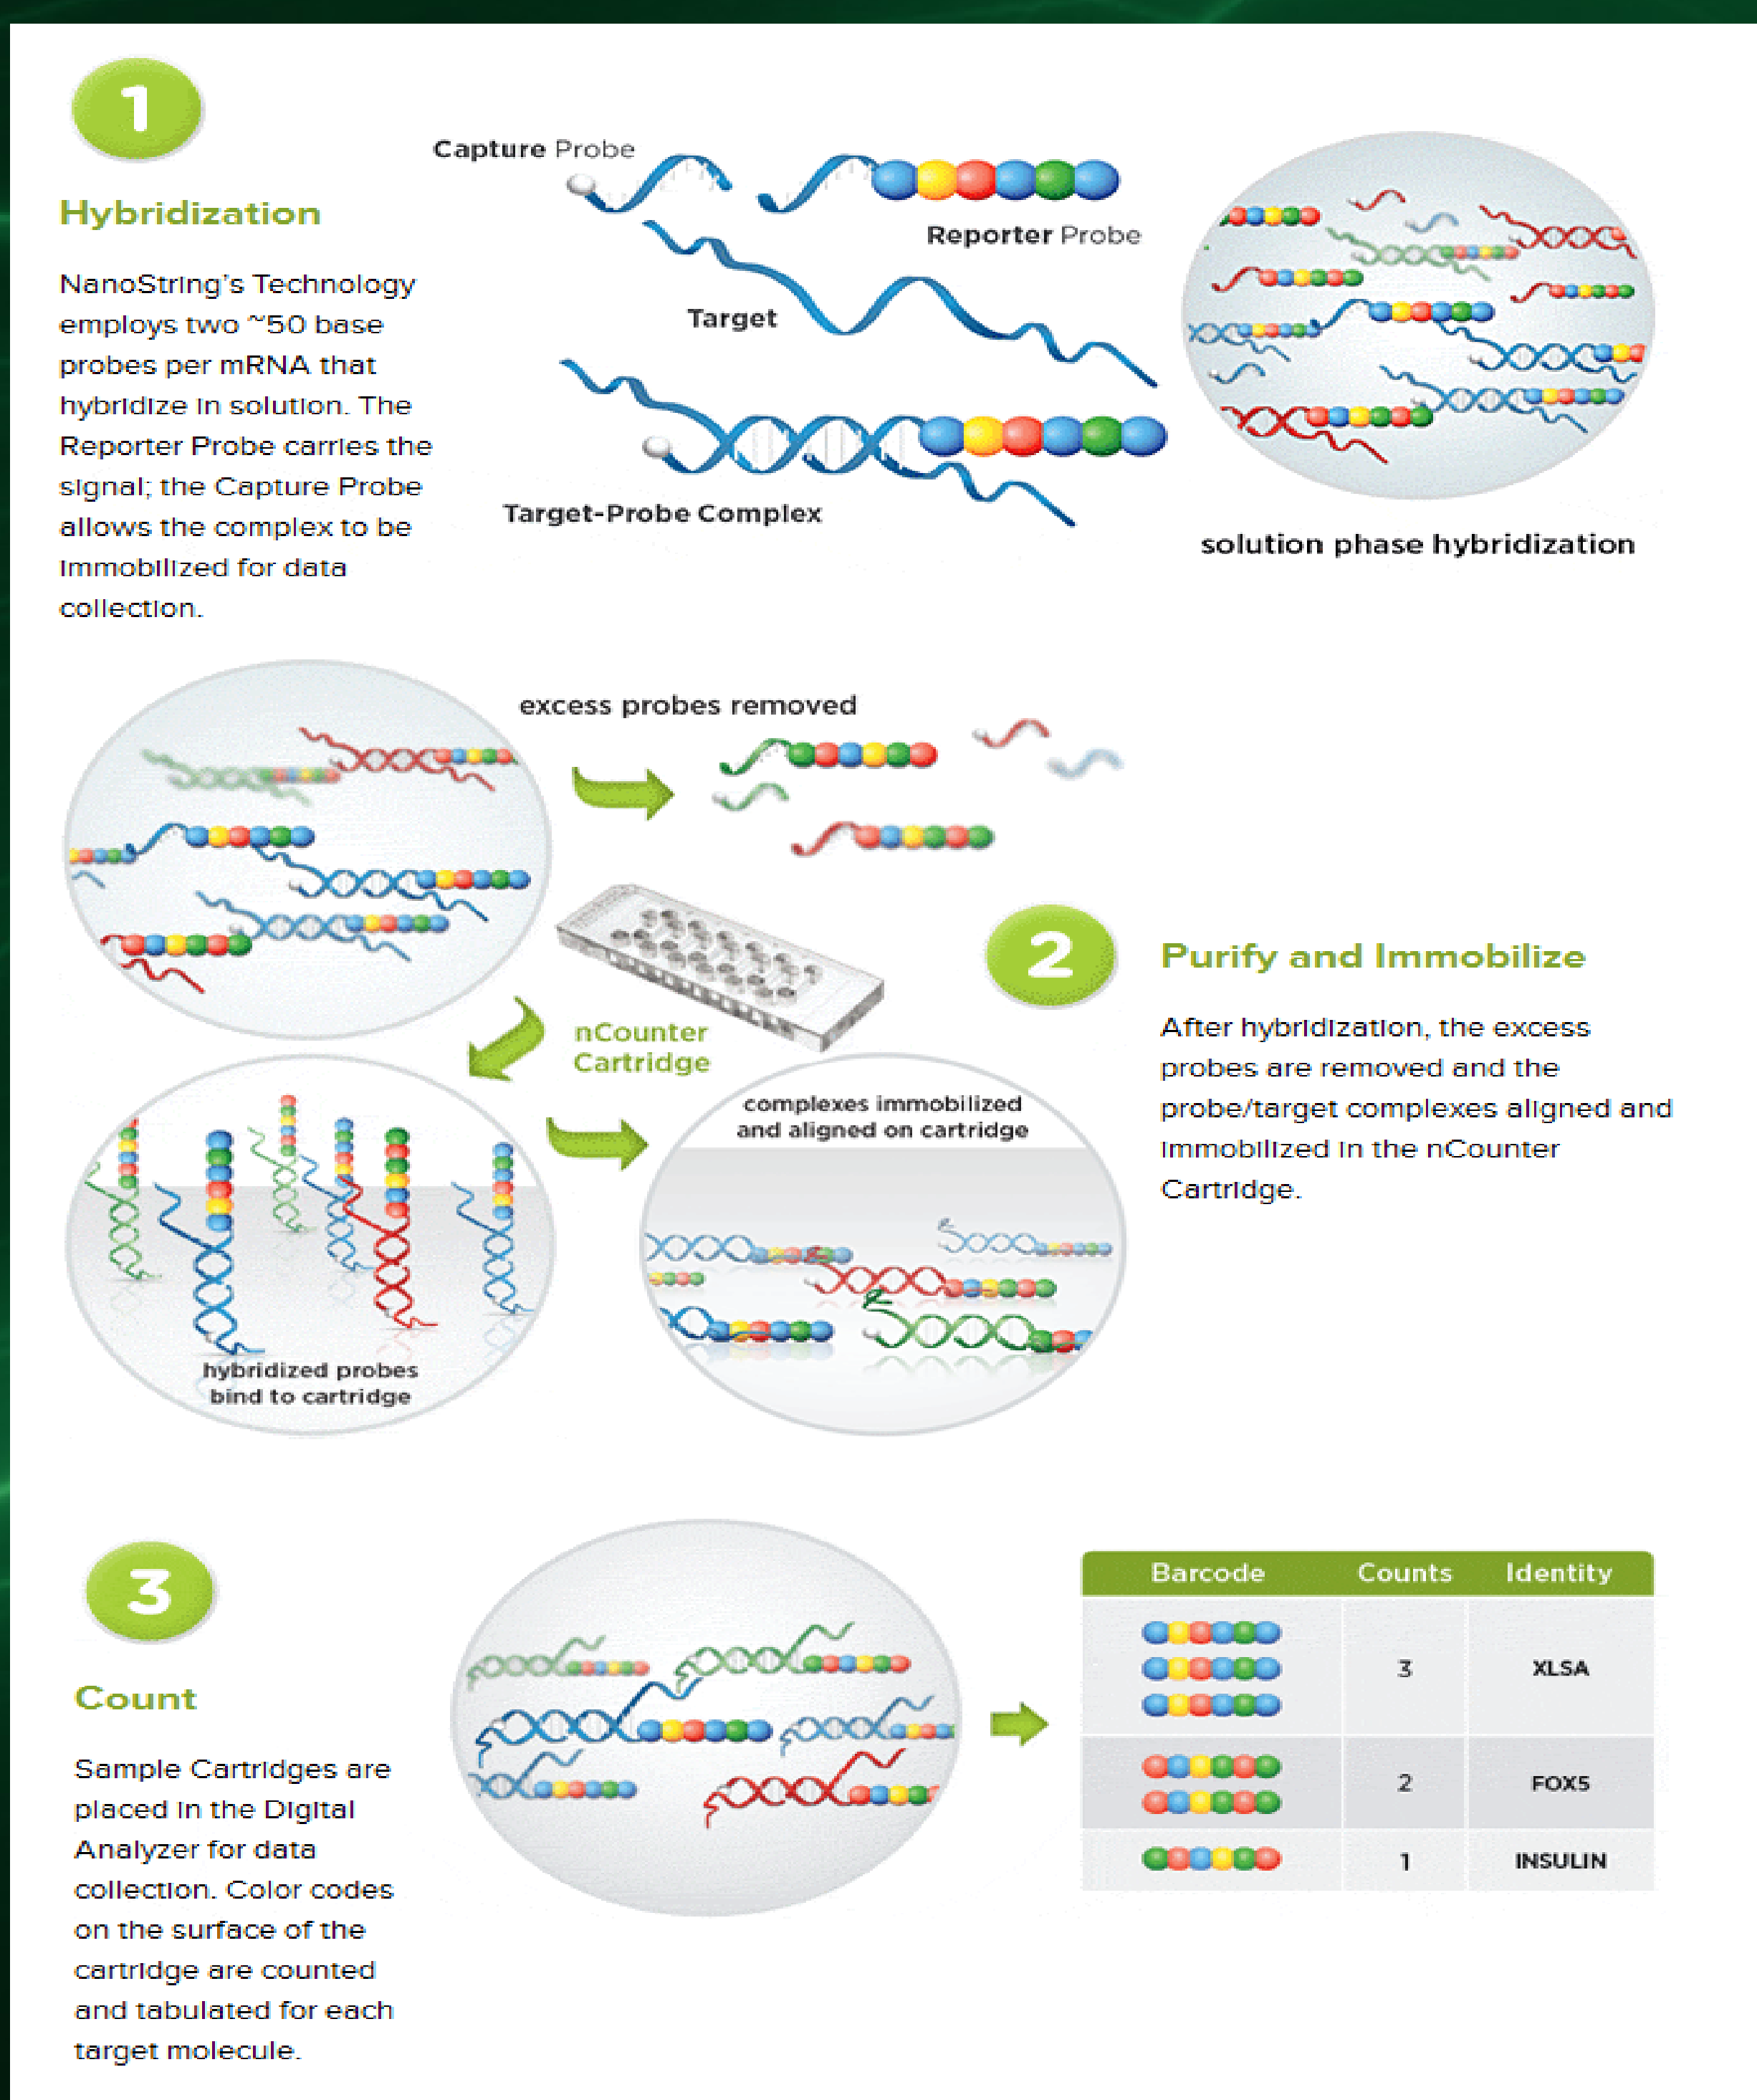 1
Capture Probe
Reporter Probe
Hybridization
NanoString's Technology
employs two ~50 base
probes per mRNA that
hybridize in solution. The
Reporter Probe carries the
signal; the Capture Probe
allows the complex to be
immobilized for data
collection.
Target
Target-Probe Complex
solution phase hybridization
excess probes removed
nCounter
Cartridge
2
Purify and Immobilize
After hybridization, the excess
probes are removed and the
probe/target complexes aligned and
immobilized in the nCounter
Cartridge.
hybridized probes
bind to cartridge
complexes immobilized
and aligned on cartridge
3
Count
Sample Cartridges are
placed in the Digital
Analyzer for data
collection. Color codes
on the surface of the
cartridge are counted
and tabulated for each
target molecule.
Barcode Counts Identity
3 XLSA
2 FOX5
1 INSULIN